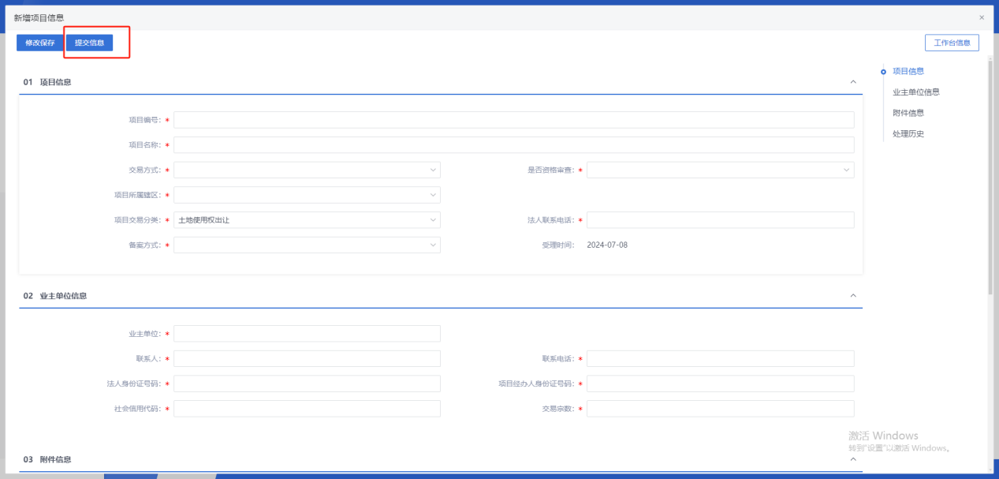 新增项目信息 ×
修改保存 提交信息 工作台信息
01 项目信息
项目信息
业主单位信息
附件信息
处理历史
项目编号： *
项目名称： *
交易方式： * 是否资格审查： *
项目所属辖区： *
项目交易分类： * 土地使用权出让 法人联系电话： *
备案方式： * 受理时间： 2024-07-08
02 业主单位信息
业主单位： *
联系人： * 联系电话： *
法人身份证号码： * 项目经办人身份证号码： *
社会信用代码： * 交易宗数： *
激活 Windows
转到"设置"以激活 Windows。
03 附件信息